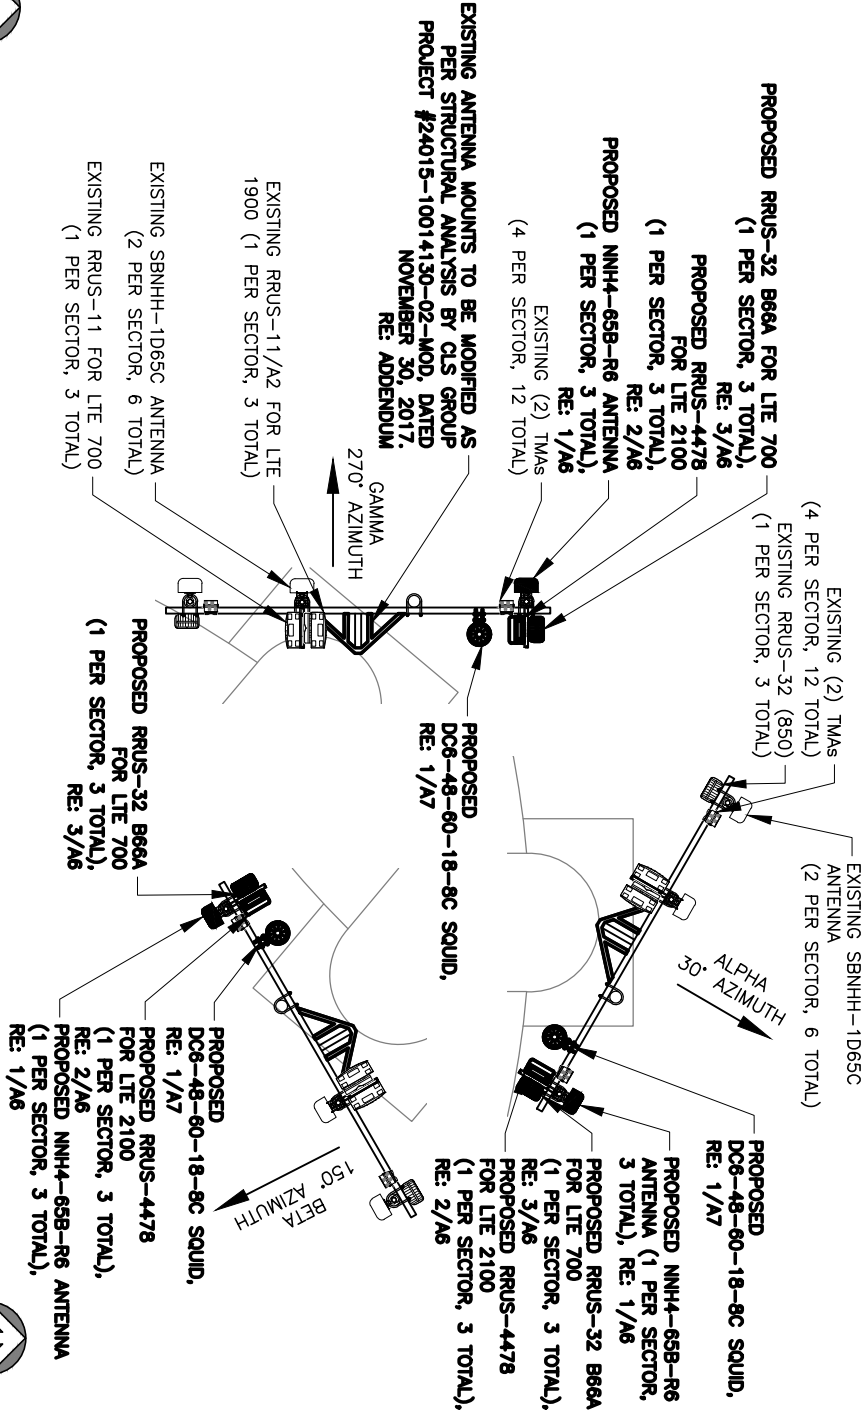 EXISTING ANTENNA MOUNTS TO BE MODIFIED AS
PER STRUCTURAL ANALYSIS BY CLS GROUP
PROJECT #24015-10014130-02-MOD, DATED
NOVEMBER 30, 2017.
RE: ADDENDUM
PROPOSED RRUS-32 B66A FOR LTE 700
(1 PER SECTOR, 3 TOTAL),
RE: 3/A6
PROPOSED RRUS-4478
FOR LTE 2100
(1 PER SECTOR, 3 TOTAL),
RE: 2/A6
PROPOSED NNH4-65B-R6 ANTENNA
(1 PER SECTOR, 3 TOTAL),
RE: 1/A6
EXISTING (2) TMAs
(4 PER SECTOR, 12 TOTAL)
EXISTING RRUS-11/A2 FOR LTE
1900 (1 PER SECTOR, 3 TOTAL)
EXISTING SBNHH-1D65C ANTENNA
(2 PER SECTOR, 6 TOTAL)
EXISTING RRUS-11 FOR LTE 700
(1 PER SECTOR, 3 TOTAL)
GAMMA
270° AZIMUTH
EXISTING (2) TMAs
(4 PER SECTOR, 12 TOTAL)
EXISTING RRUS-32 (850)
(1 PER SECTOR, 3 TOTAL)
EXISTING SBNHH-1D65C
ANTENNA
(2 PER SECTOR, 6 TOTAL)
ALPHA
30° AZIMUTH
PROPOSED
DC6-48-60-18-8C SQUID,
RE: 1/A7
PROPOSED
DC6-48-60-18-8C SQUID,
RE: 1/A7
PROPOSED NNH4-65B-R6
ANTENNA (1 PER SECTOR,
3 TOTAL), RE: 1/A6
PROPOSED RRUS-32 B66A
FOR LTE 700
(1 PER SECTOR, 3 TOTAL),
RE: 3/A6
PROPOSED RRUS-4478
FOR LTE 2100
(1 PER SECTOR, 3 TOTAL),
RE: 2/A6
PROPOSED RRUS-32 B66A
FOR LTE 700
(1 PER SECTOR, 3 TOTAL),
RE: 3/A6
BETA
150° AZIMUTH
PROPOSED
DC6-48-60-18-8C SQUID,
RE: 1/A7
PROPOSED RRUS-4478
FOR LTE 2100
(1 PER SECTOR, 3 TOTAL),
RE: 2/A6
PROPOSED NNH4-65B-R6 ANTENNA
(1 PER SECTOR, 3 TOTAL),
RE: 1/A6